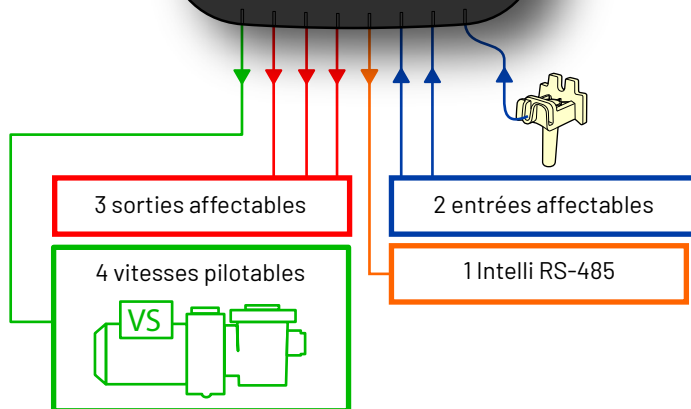 3 sorties affectables
2 entrées affectables
4 vitesses pilotables
1 Intelli RS-485
VS